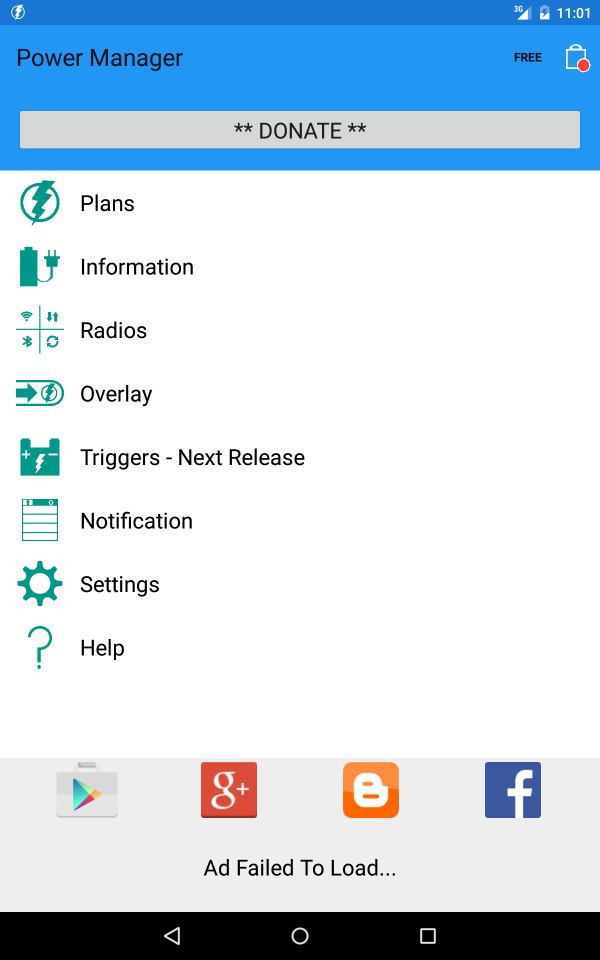 3G 11:01
Power Manager
FREE
** DONATE **
Plans
Information
Radios
Overlay
Triggers - Next Release
Notification
Settings
Help
g+
Ad Failed To Load...